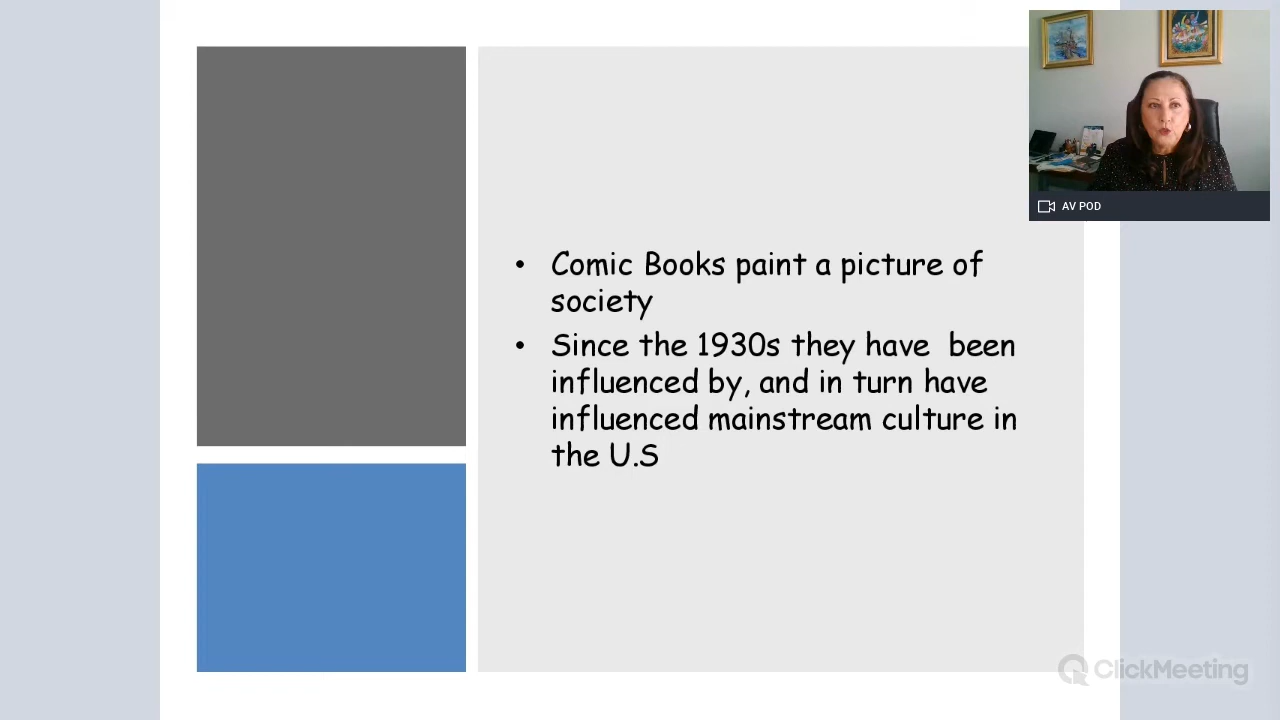 AV POD
• Comic Books paint a picture of
society
• Since the 1930s they have  been
influenced by, and in turn have
influenced mainstream culture in
the U.S
ClickMeeting